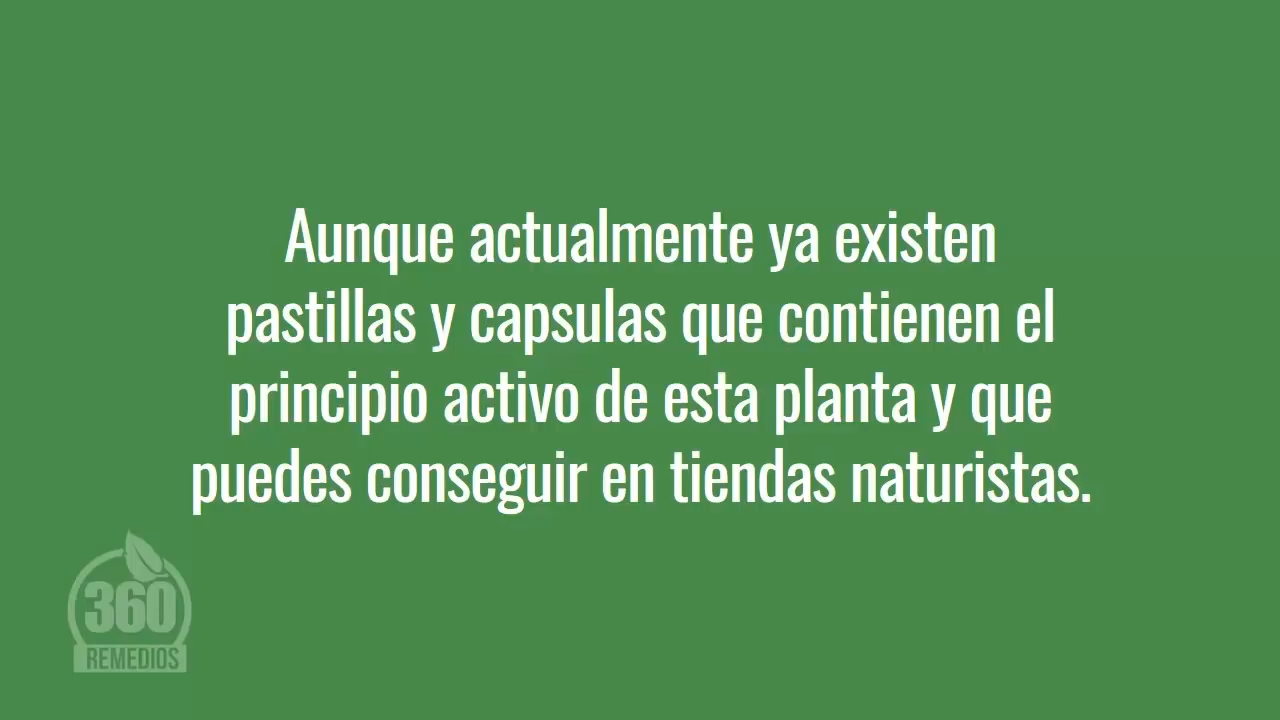 Aunque actualmente ya existen
pastillas y capsulas que contienen el
principio activo de esta planta y que
puedes conseguir en tiendas naturistas.
360
REMEDIOS